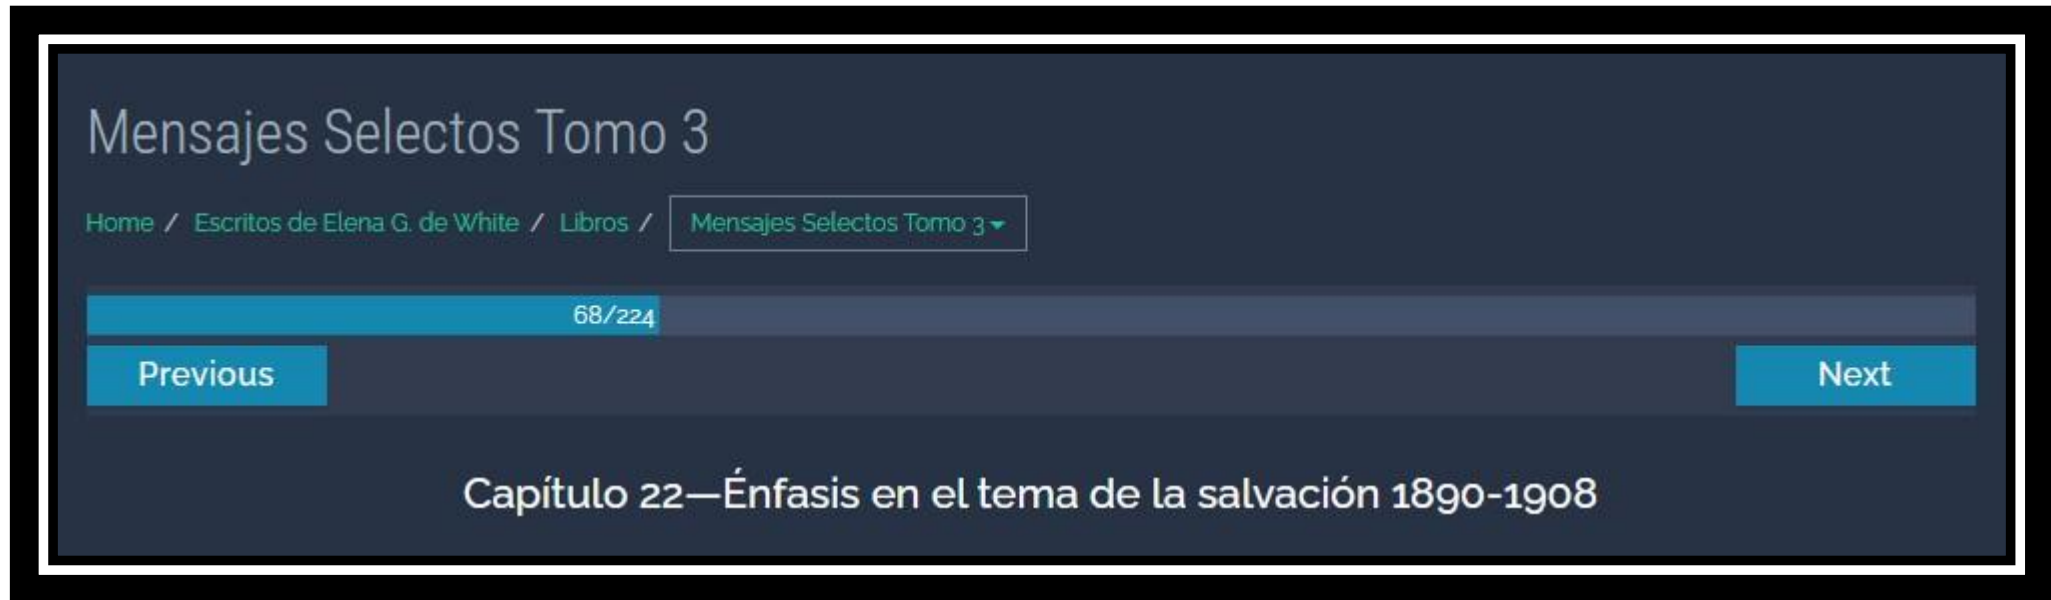 Mensajes Selectos Tomo 3
Home / Escritos de Elena G. de White / Libros / Mensajes Selectos Tomo 3
68/224
Previous Next
Capítulo 22—Énfasis en el tema de la salvación 1890-1908